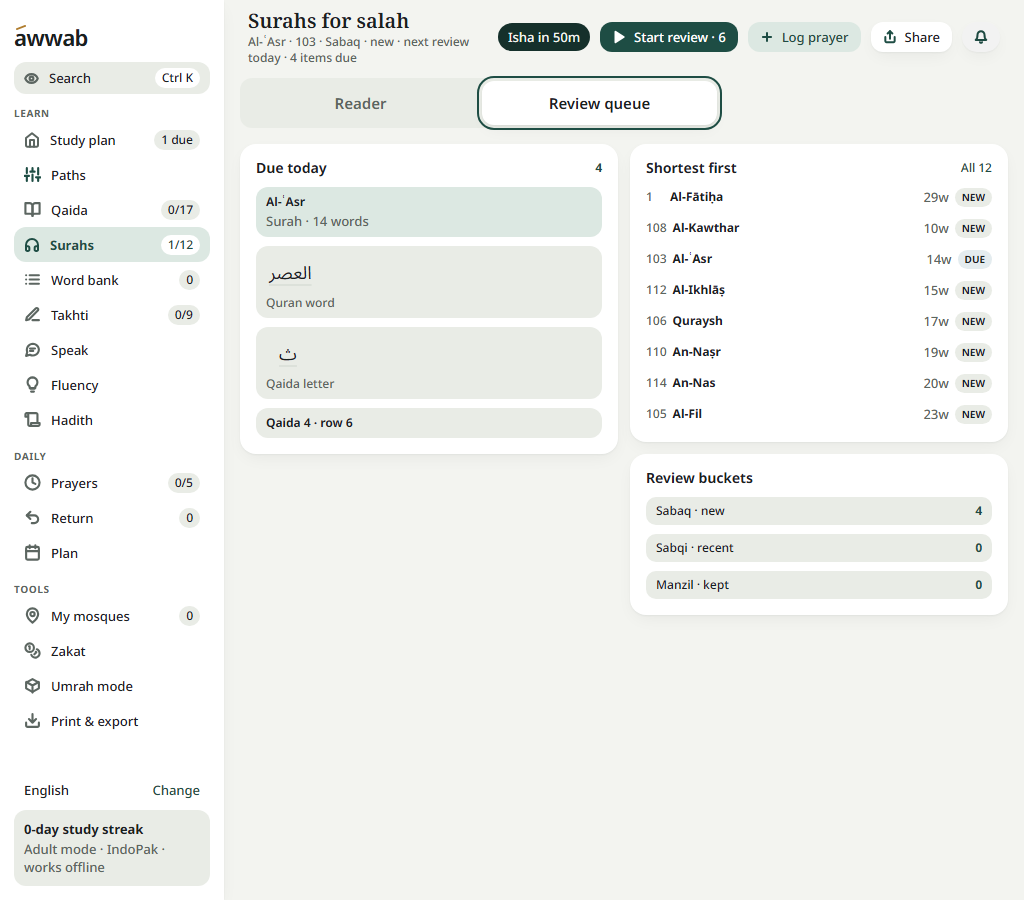 awwab
Search
Ctrl K
LEARN
Study plan
1 due
Paths
Qaida
0/17
Surahs
1/12
Word bank
0
Takhti
0/9
Speak
Fluency
Hadith
DAILY
Prayers
0/5
Return
0
Plan
TOOLS
My mosques
0
Zakat
Umrah mode
Print & export
English
Change
0-day study streak
Adult mode · IndoPak ·
works offline
Surahs for salah
Al-ʿAsr · 103 · Sabaq · new · next review
today · 4 items due
Isha in 50m
Start review · 6
Log prayer
Share
Reader
Review queue
Due today
4
Al-ʿAsr
Surah · 14 words
العصر
Quran word
ث
Qaida letter
Qaida 4 · row 6
Shortest first
All 12
1 Al-Fātiḥa 29w NEW
108 Al-Kawthar 10w NEW
103 Al-ʿAsr 14w DUE
112 Al-Ikhlāṣ 15w NEW
106 Quraysh 17w NEW
110 An-Naṣr 19w NEW
114 An-Nas 20w NEW
105 Al-Fil 23w NEW
Review buckets
Sabaq · new 4
Sabqi · recent 0
Manzil · kept 0